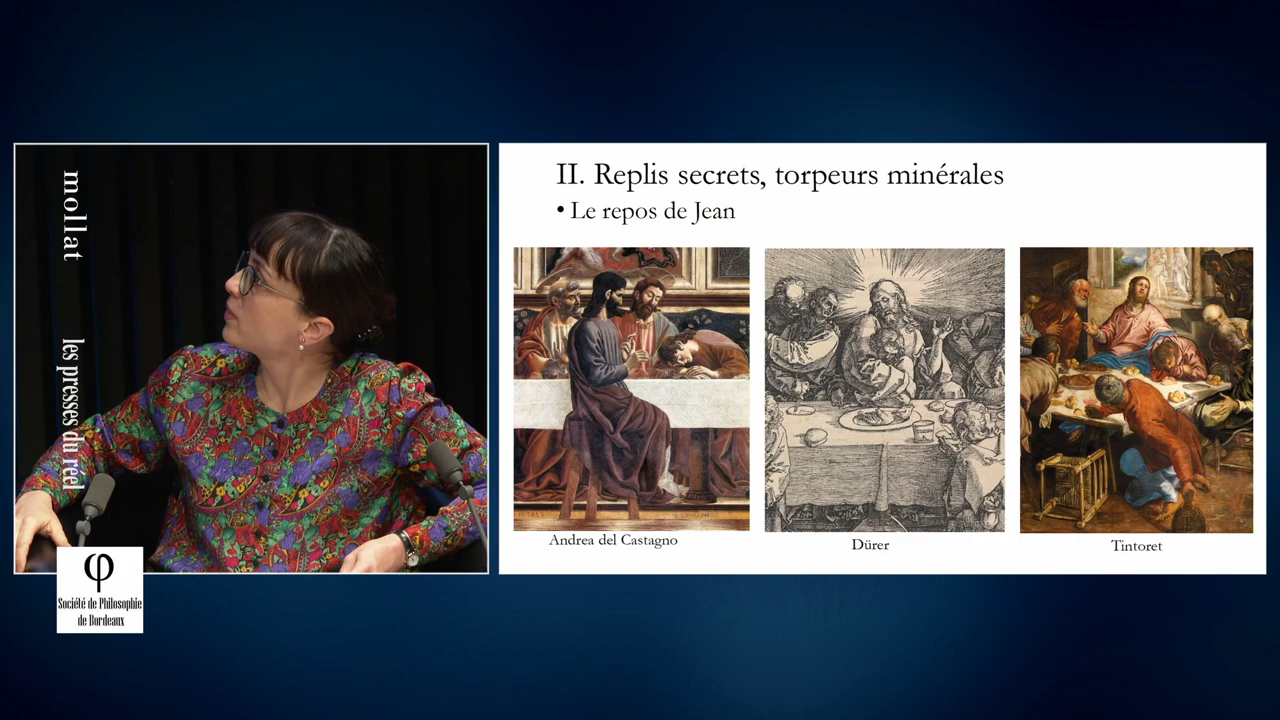 mollat
les presses du réel
φ
Société de Philosophie
de Bordeaux
II. Replis secrets, torpeurs minérales
• Le repos de Jean
Andrea del Castagno
Dürer
Tintoret